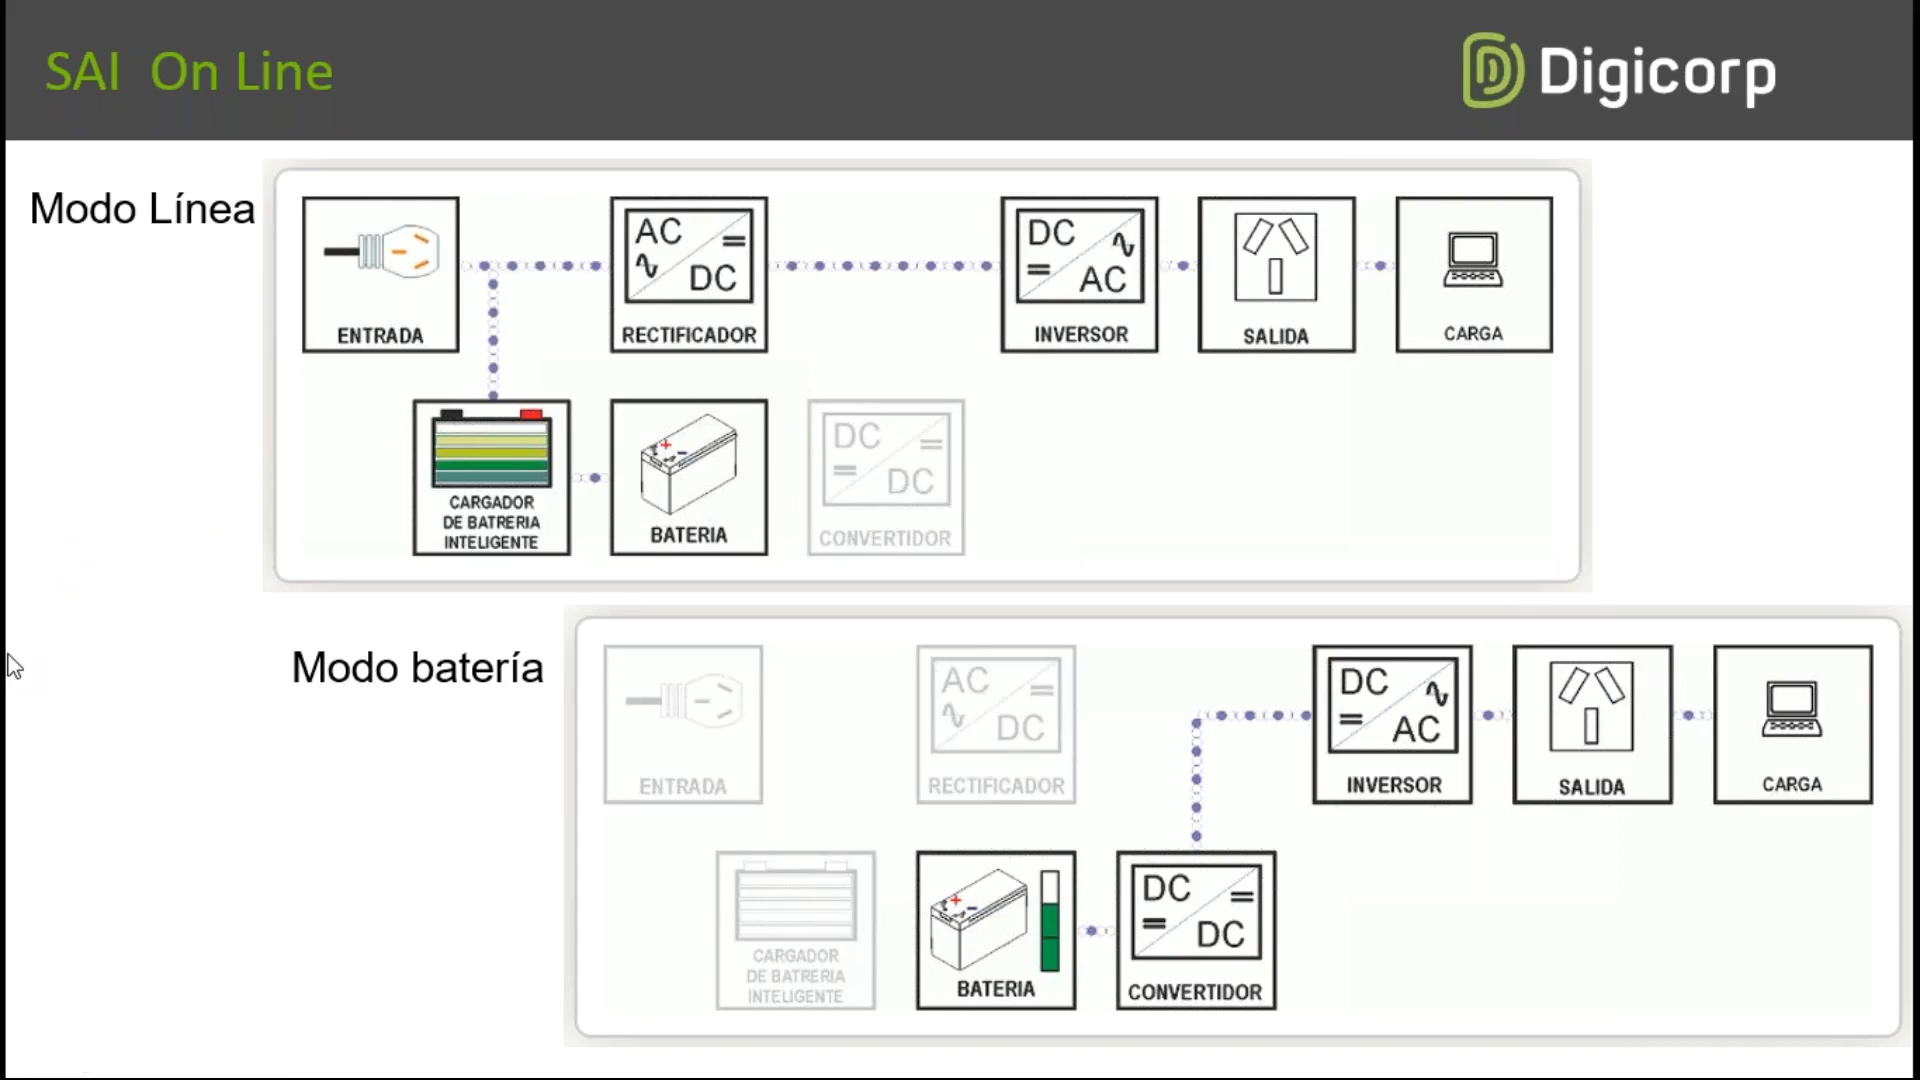 SAI On Line
Digicorp
Modo Línea
ENTRADA
AC
DC
RECTIFICADOR
DC
AC
INVERSOR
SALIDA
CARGA
CARGADOR
DE BATRERIA
INTELIGENTE
BATERIA
DC
DC
CONVERTIDOR
Modo batería
ENTRADA
AC
DC
RECTIFICADOR
DC
AC
INVERSOR
SALIDA
CARGA
CARGADOR
DE BATRERIA
INTELIGENTE
BATERIA
DC
DC
CONVERTIDOR